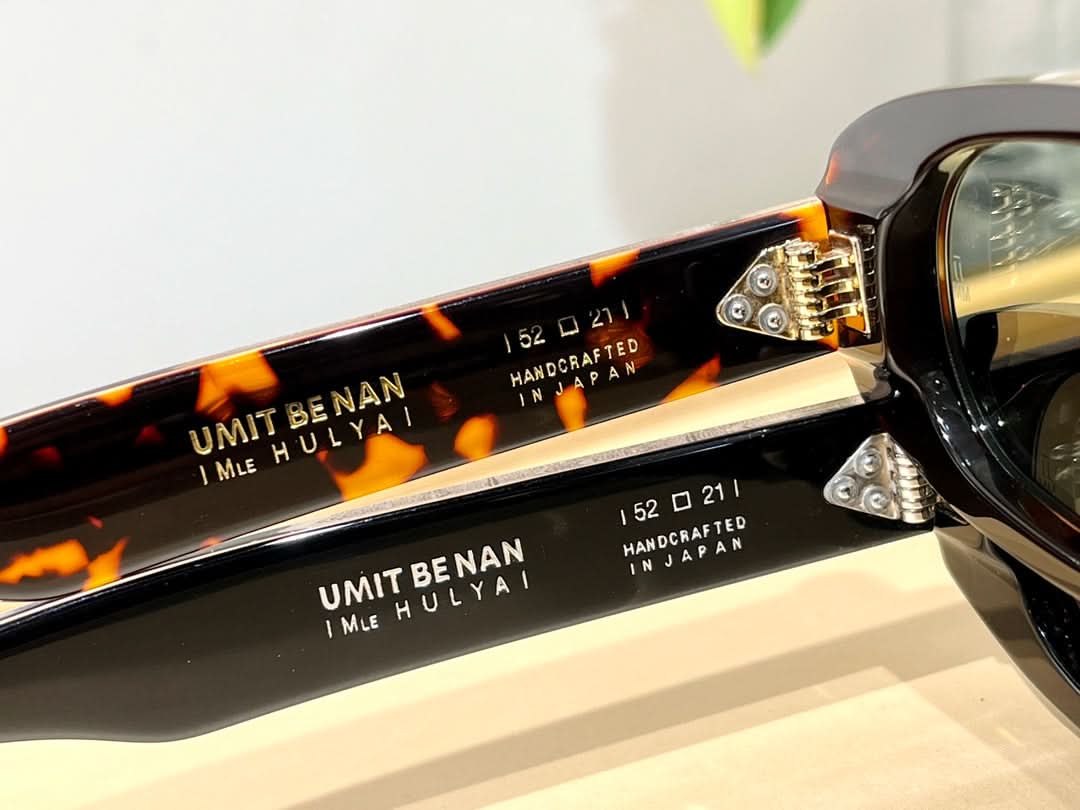 UMIT BENAN
| MLE HULYA |
| 52 □ 21 |
HANDCRAFTED
IN JAPAN
UMIT BENAN
| MLE HULYA |
| 52 □ 21 |
HANDCRAFTED
IN JAPAN